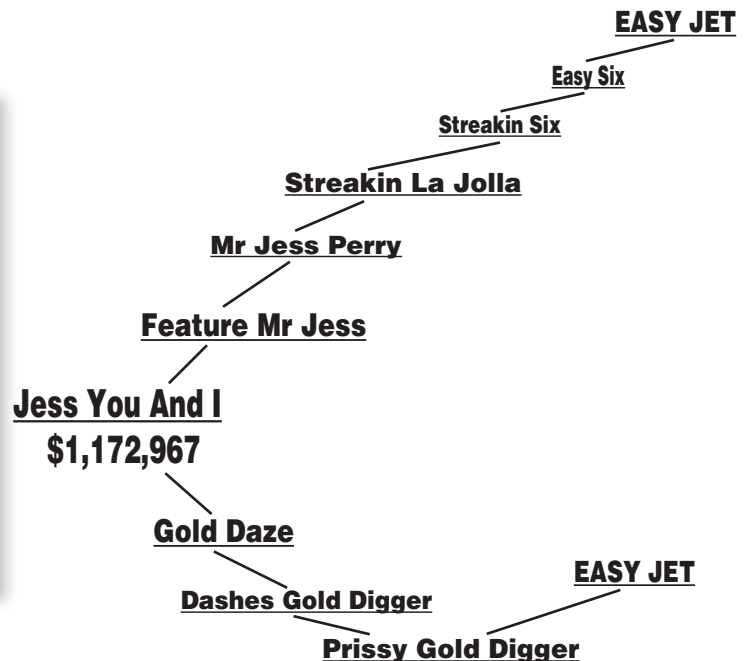 EASY JET
Easy Six
Streakin Six
Streakin La Jolla
Mr Jess Perry
Feature Mr Jess
Jess You And I
$1,172,967
Gold Daze
EASY JET
Dashes Gold Digger
Prissy Gold Digger